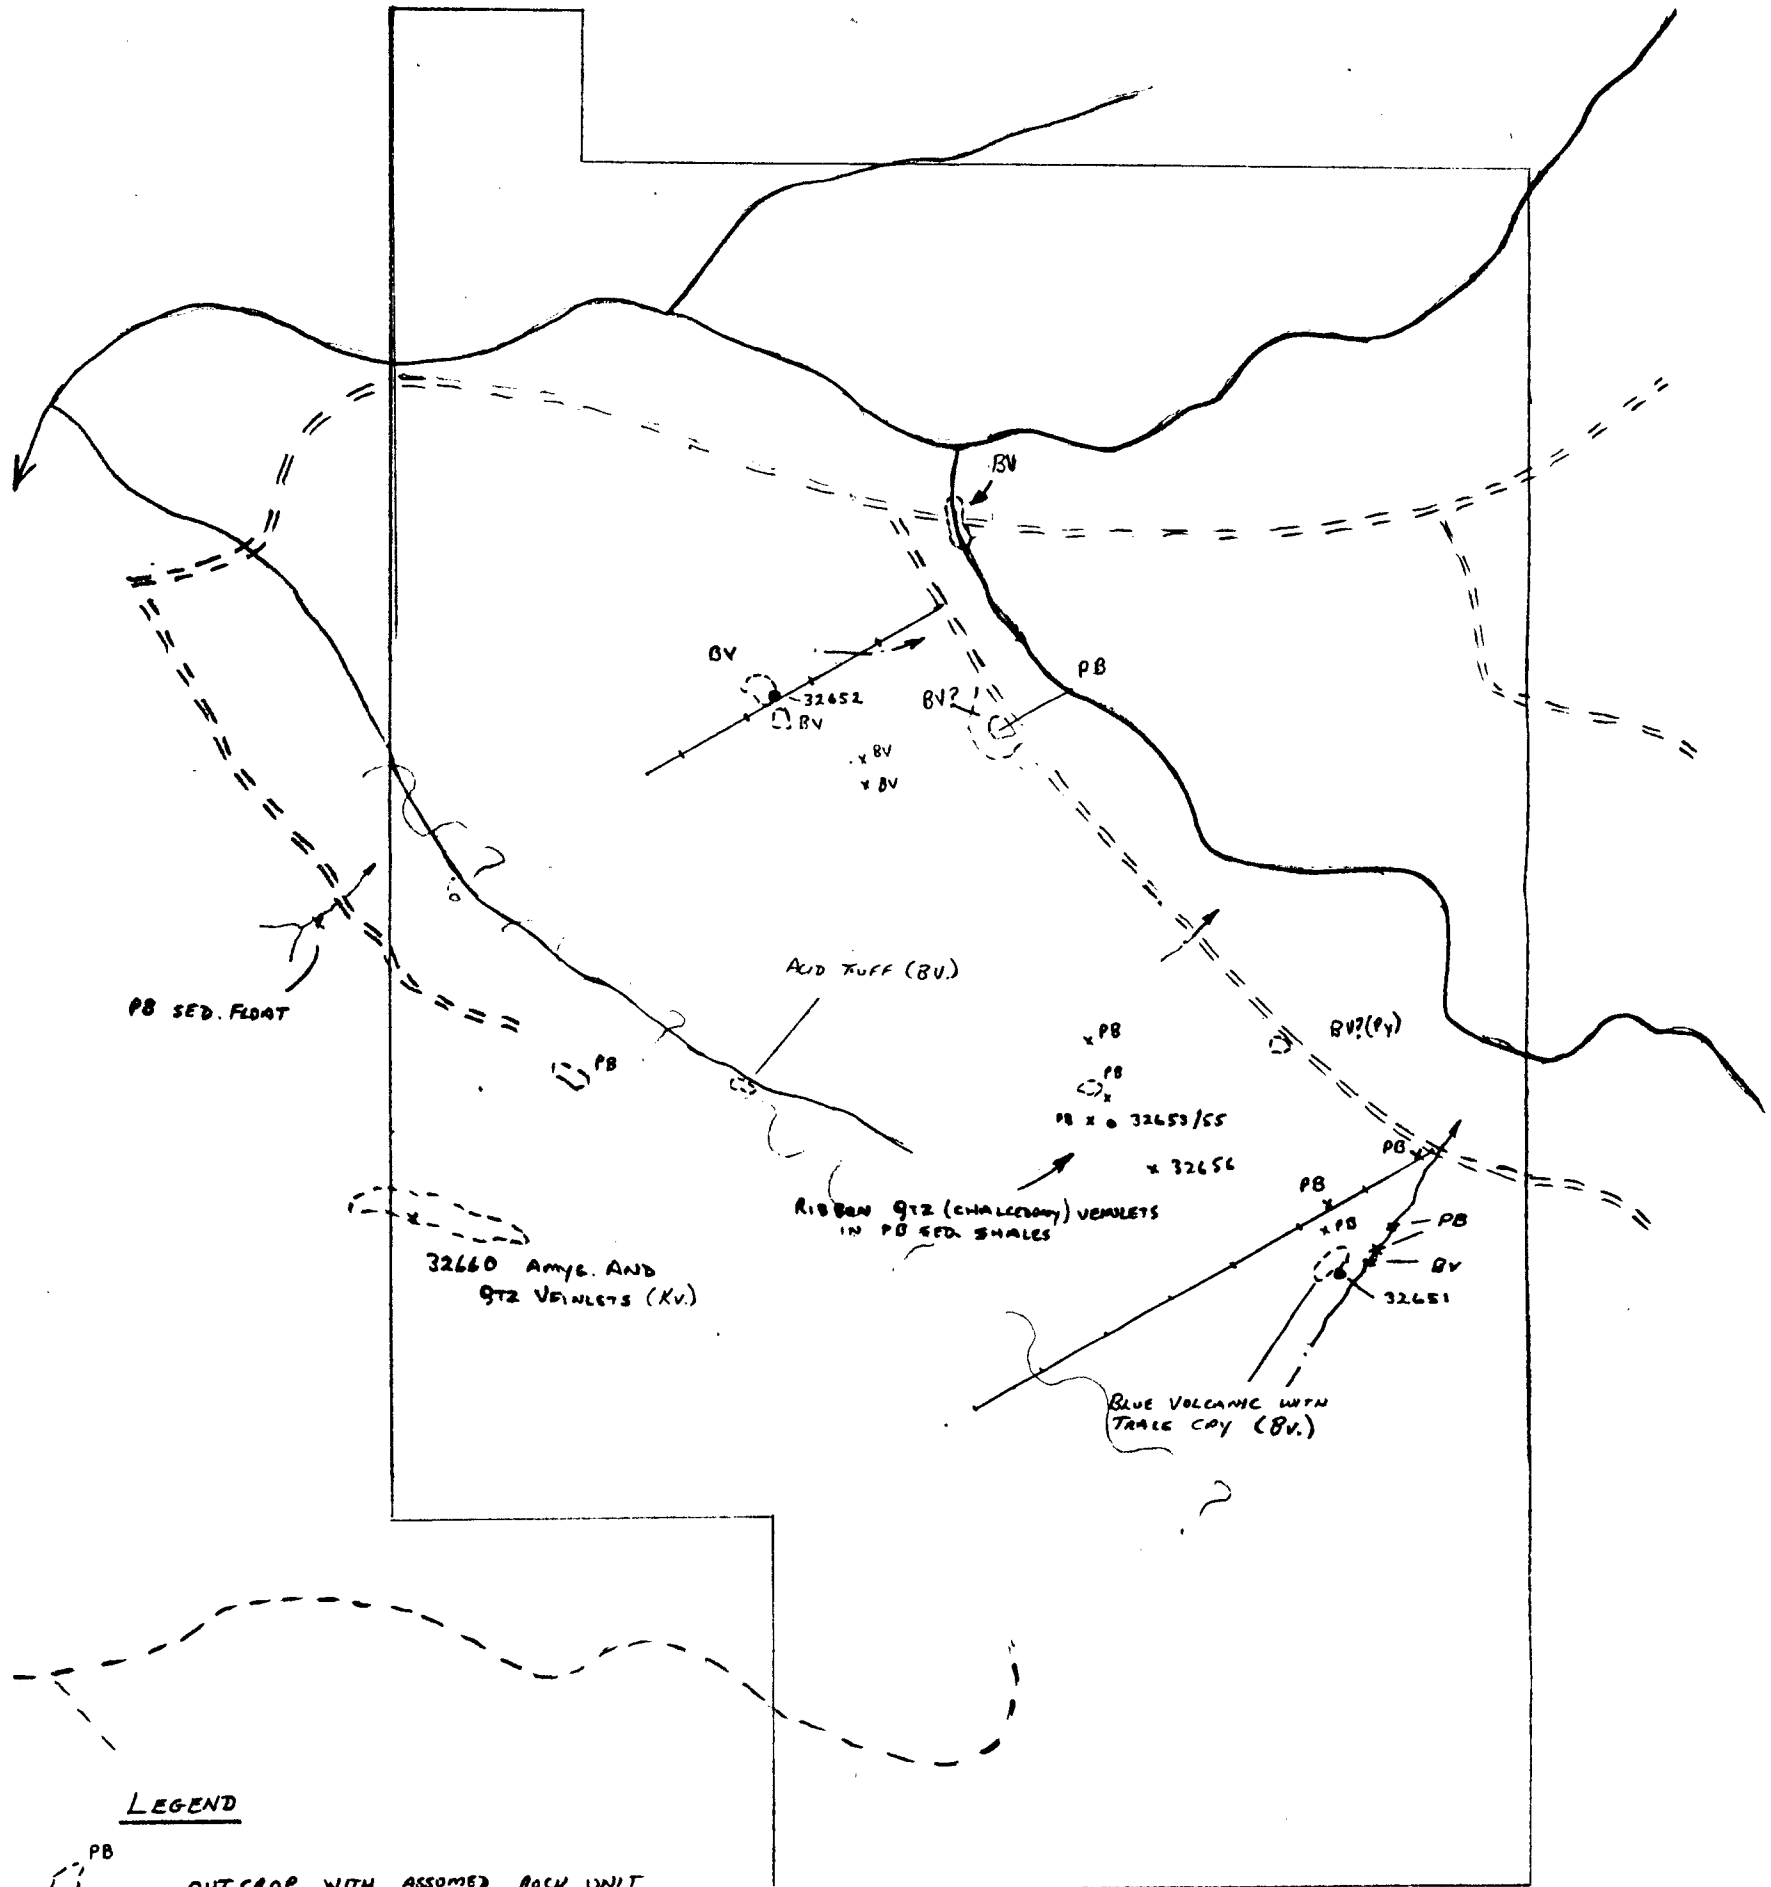 BV
BV
PB
32652
BV?
BV
BV
BV
ACID TUFF (BV.)
PB SED. FLOAT
PB
BV?(PY)
PB
PB
PB
32653/55
PB
32656
PB
RIBBON QTZ (CHALCEDONY) VEINLETS
IN PB SED. SHALES
PB
PB
BV
32651
32660 AMYG. AND
QTZ VEINLETS (KV.)
BLUE VOLCANIC WITH
TRACE CPY (BV.)
LEGEND
PB
OUTCROP WITH ASSUMED ROCK UNIT